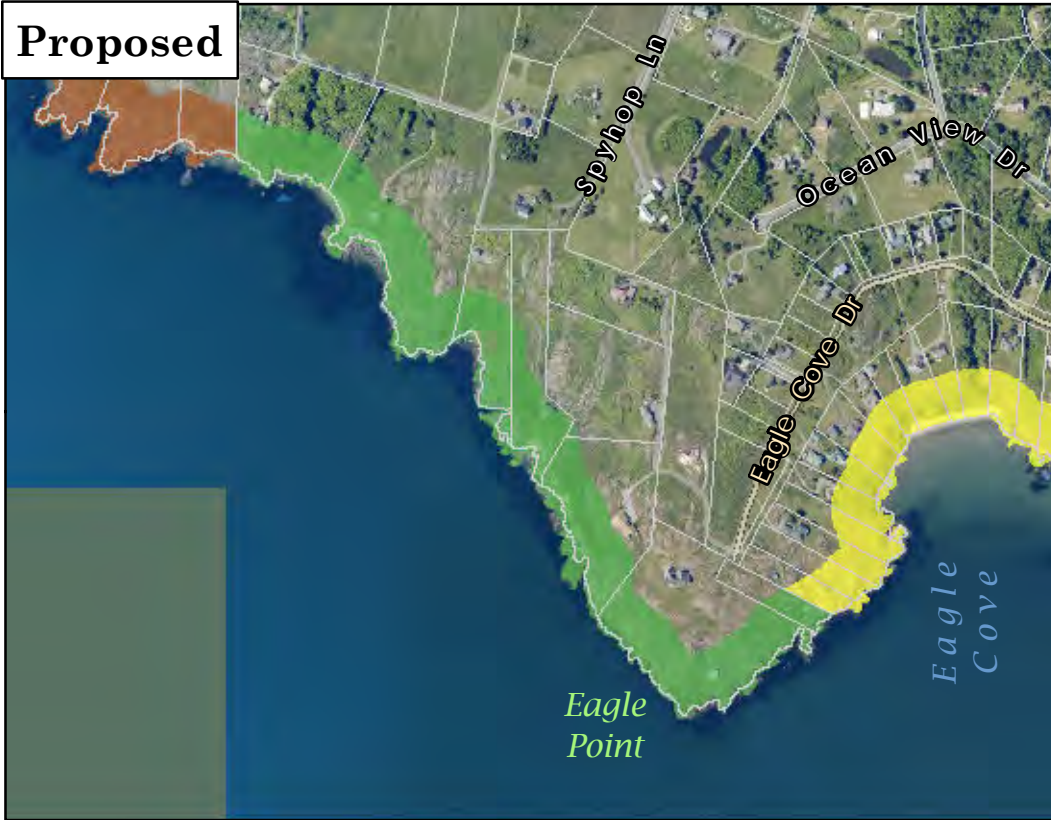 Proposed
Spyhop Ln
Ocean View Dr
Eagle Cove Dr
Eagle
Cove
Eagle
Point